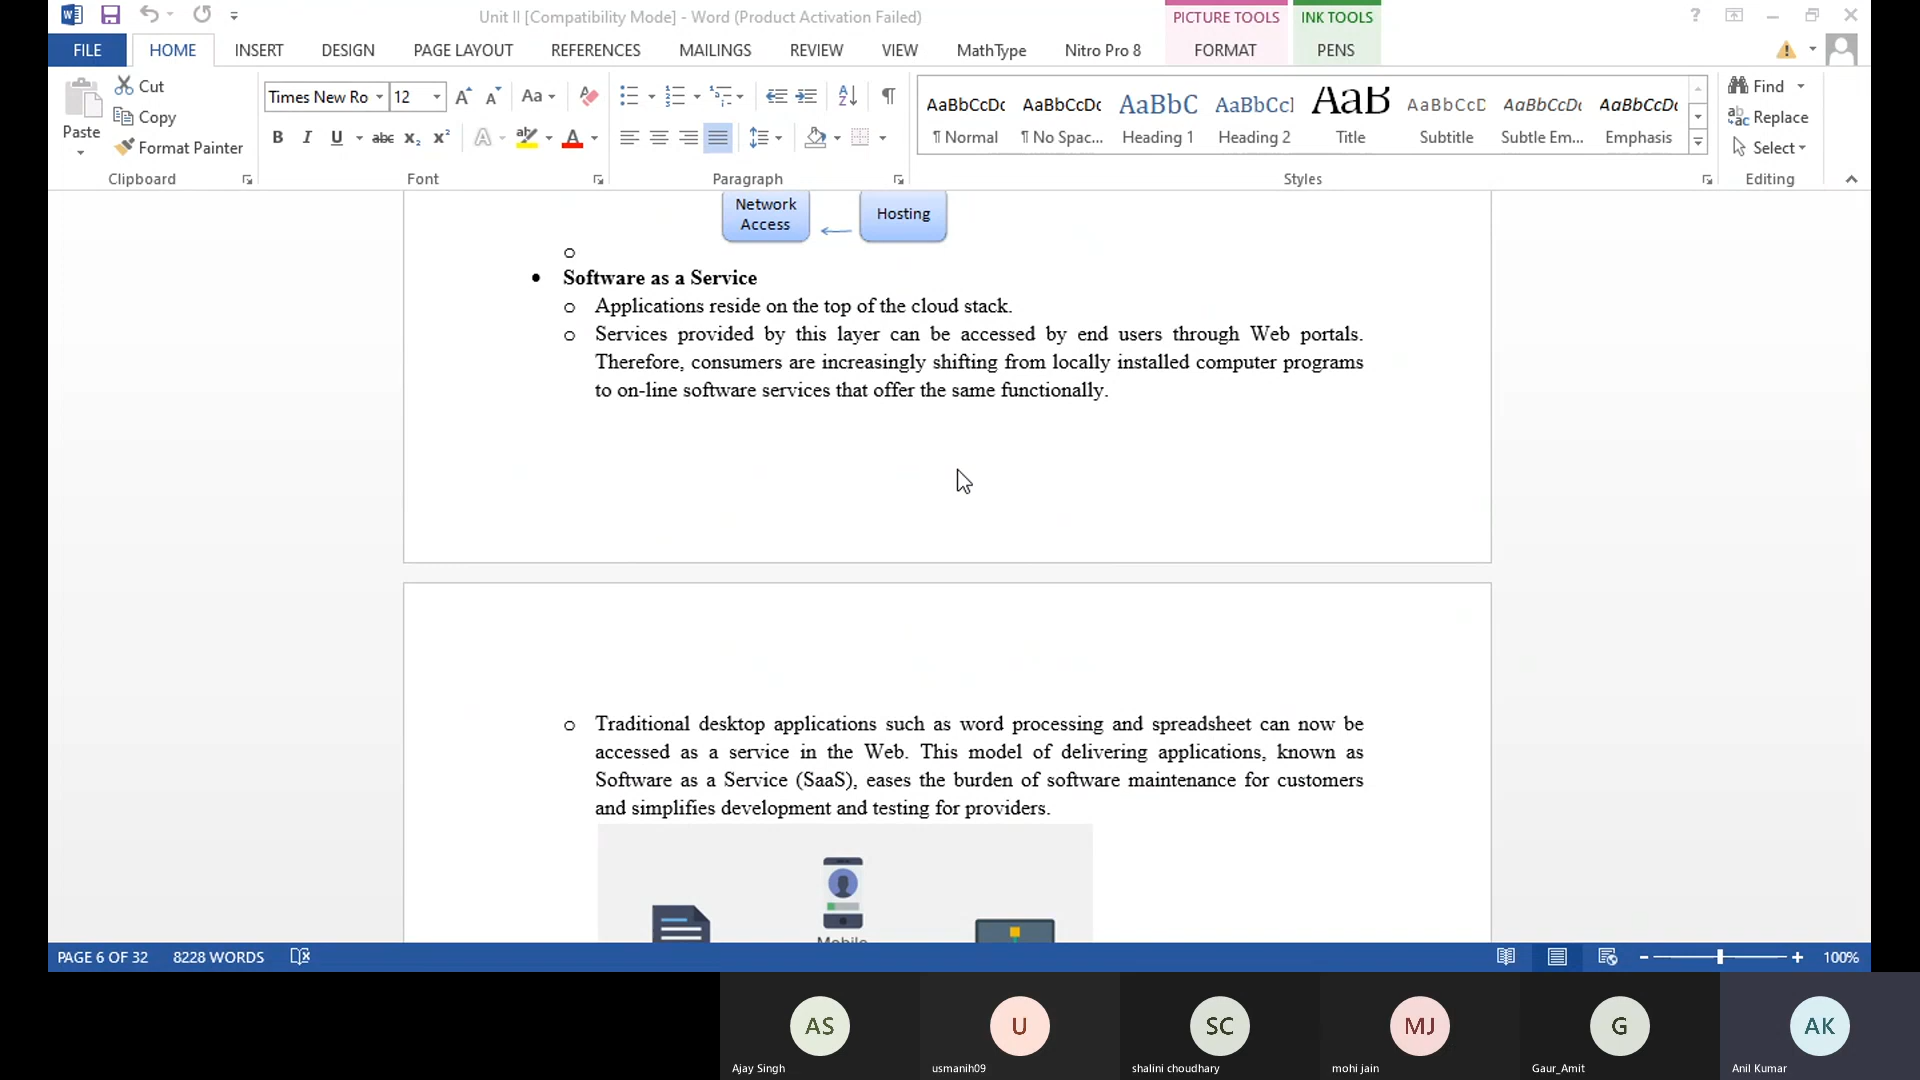 Unit II [Compatibility Mode] - Word (Product Activation Failed)
PICTURE TOOLS
INK TOOLS
?
FILE
HOME
INSERT
DESIGN
PAGE LAYOUT
REFERENCES
MAILINGS
REVIEW
VIEW
MathType
Nitro Pro 8
FORMAT
PENS
Paste
Cut
Copy
Format Painter
Clipboard
Times New Ro
12
Aa
B I U abc x₂ x²
Font
Paragraph
AaBbCcDc
¶ Normal
AaBbCcDc
¶ No Spac...
AaBbC
Heading 1
AaBbCcI
Heading 2
AaB
Title
AaBbCcD
Subtitle
AaBbCcDc
Subtle Em...
AaBbCcDc
Emphasis
Styles
Find
Replace
Select
Editing
Network
Access
Hosting
• Software as a Service
o Applications reside on the top of the cloud stack.
o Services provided by this layer can be accessed by end users through Web portals.
Therefore, consumers are increasingly shifting from locally installed computer programs
to on-line software services that offer the same functionally.
o Traditional desktop applications such as word processing and spreadsheet can now be
accessed as a service in the Web. This model of delivering applications, known as
Software as a Service (SaaS), eases the burden of software maintenance for customers
and simplifies development and testing for providers.
Mobile
PAGE 6 OF 32
8228 WORDS
100%
AS
Ajay Singh
U
usmanih09
SC
shalini choudhary
MJ
mohi jain
G
Gaur_Amit
AK
Anil Kumar